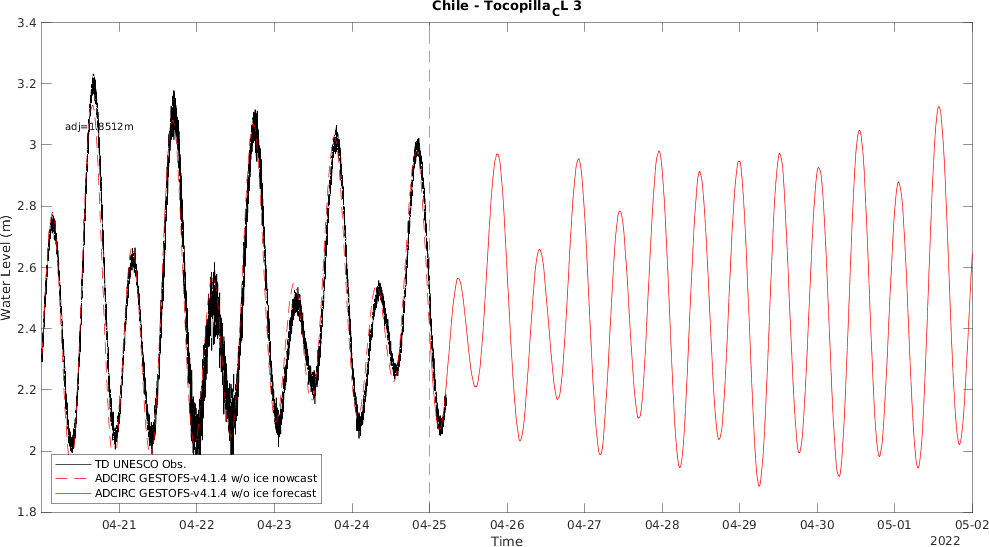 Chile - Tocopilla_CL 3
3.4
3.2
3
2.8
2.6
2.4
2.2
2
1.8
Water Level (m)
adj=1.8512m
TD UNESCO Obs.
ADCIRC GESTOFS-v4.1.4 w/o ice nowcast
ADCIRC GESTOFS-v4.1.4 w/o ice forecast
04-21 04-22 04-23 04-24 04-25 04-26 04-27 04-28 04-29 04-30 05-01 05-02
Time
2022